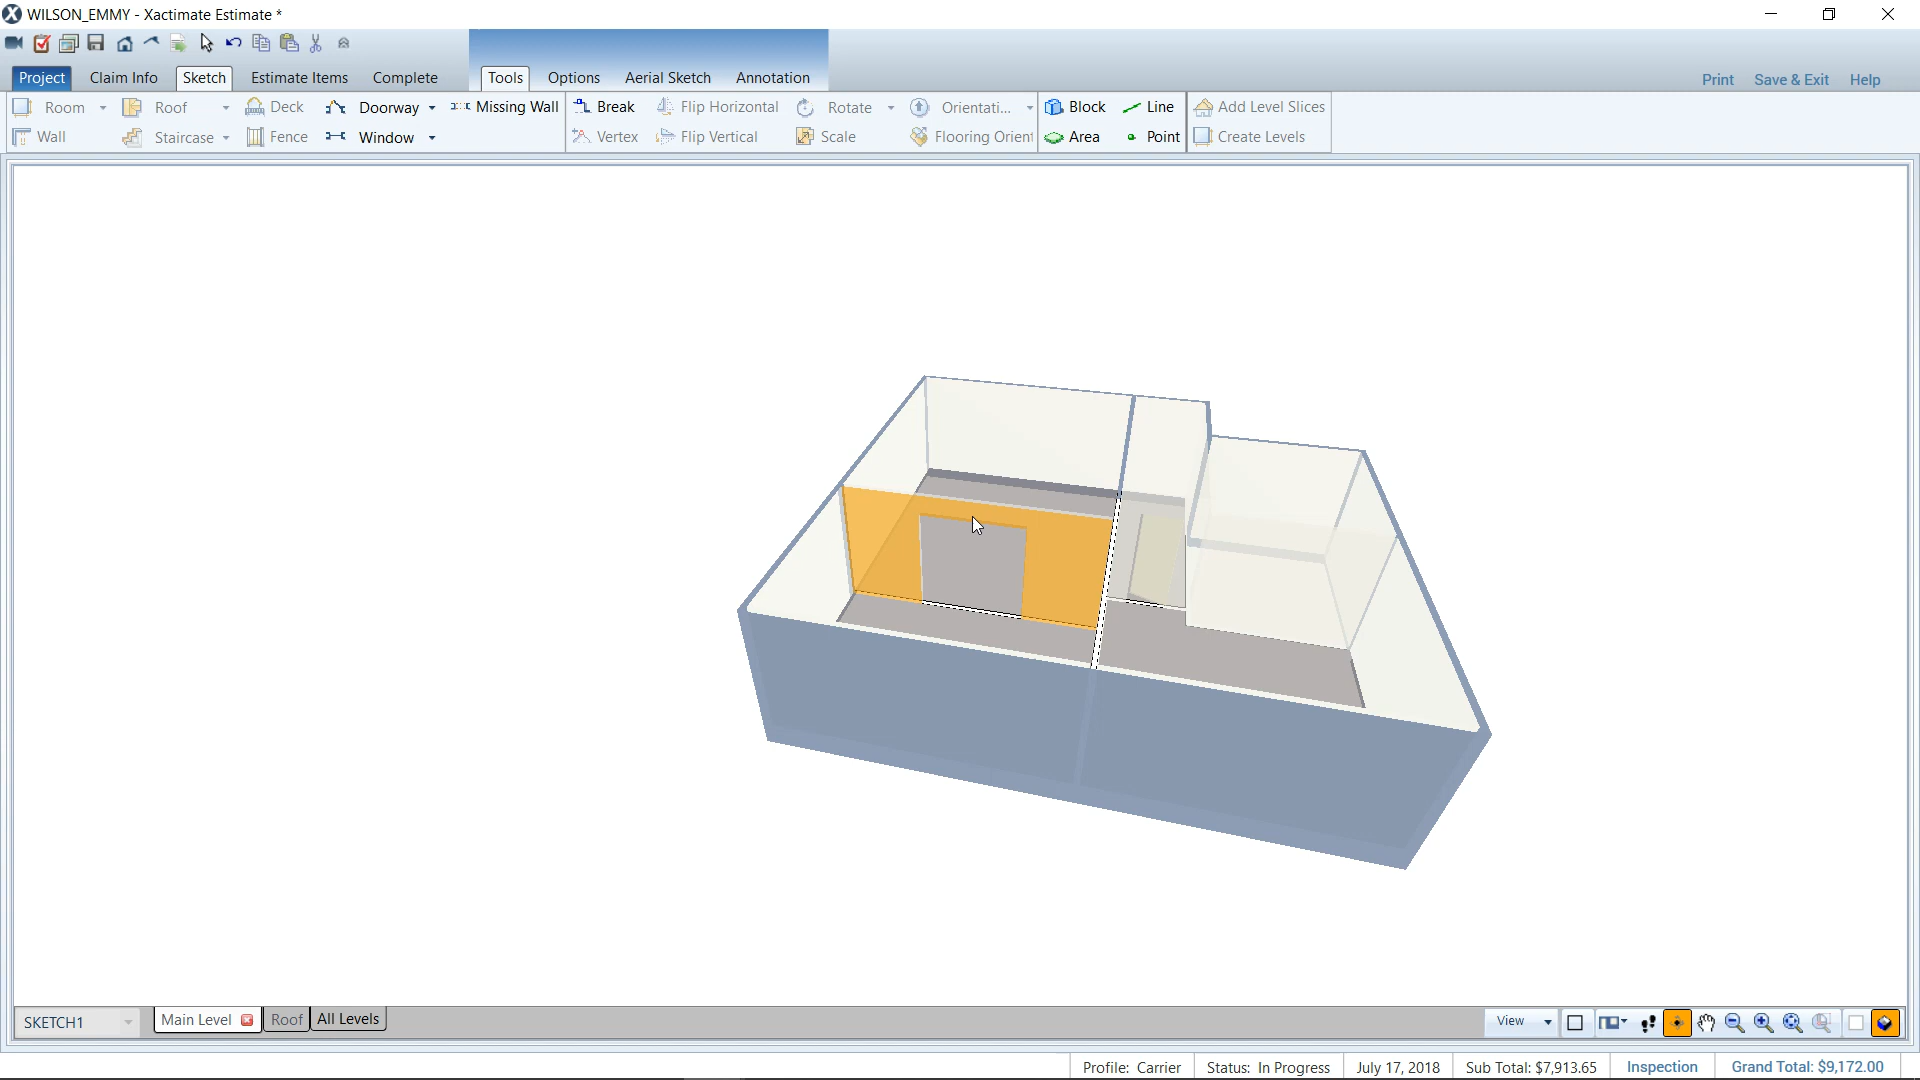 WILSON_EMMY - Xactimate Estimate *
Project Claim Info Sketch Estimate Items Complete Tools Options Aerial Sketch Annotation Print Save & Exit Help
Room Roof Deck Doorway Missing Wall Break Flip Horizontal Rotate Orientati... Block Line Add Level Slices
Wall Staircase Fence Window Vertex Flip Vertical Scale Flooring Orient Area Point Create Levels
SKETCH1 Main Level Roof All Levels View
Profile: Carrier Status: In Progress July 17, 2018 Sub Total: $7,913.65 Inspection Grand Total: $9,172.00